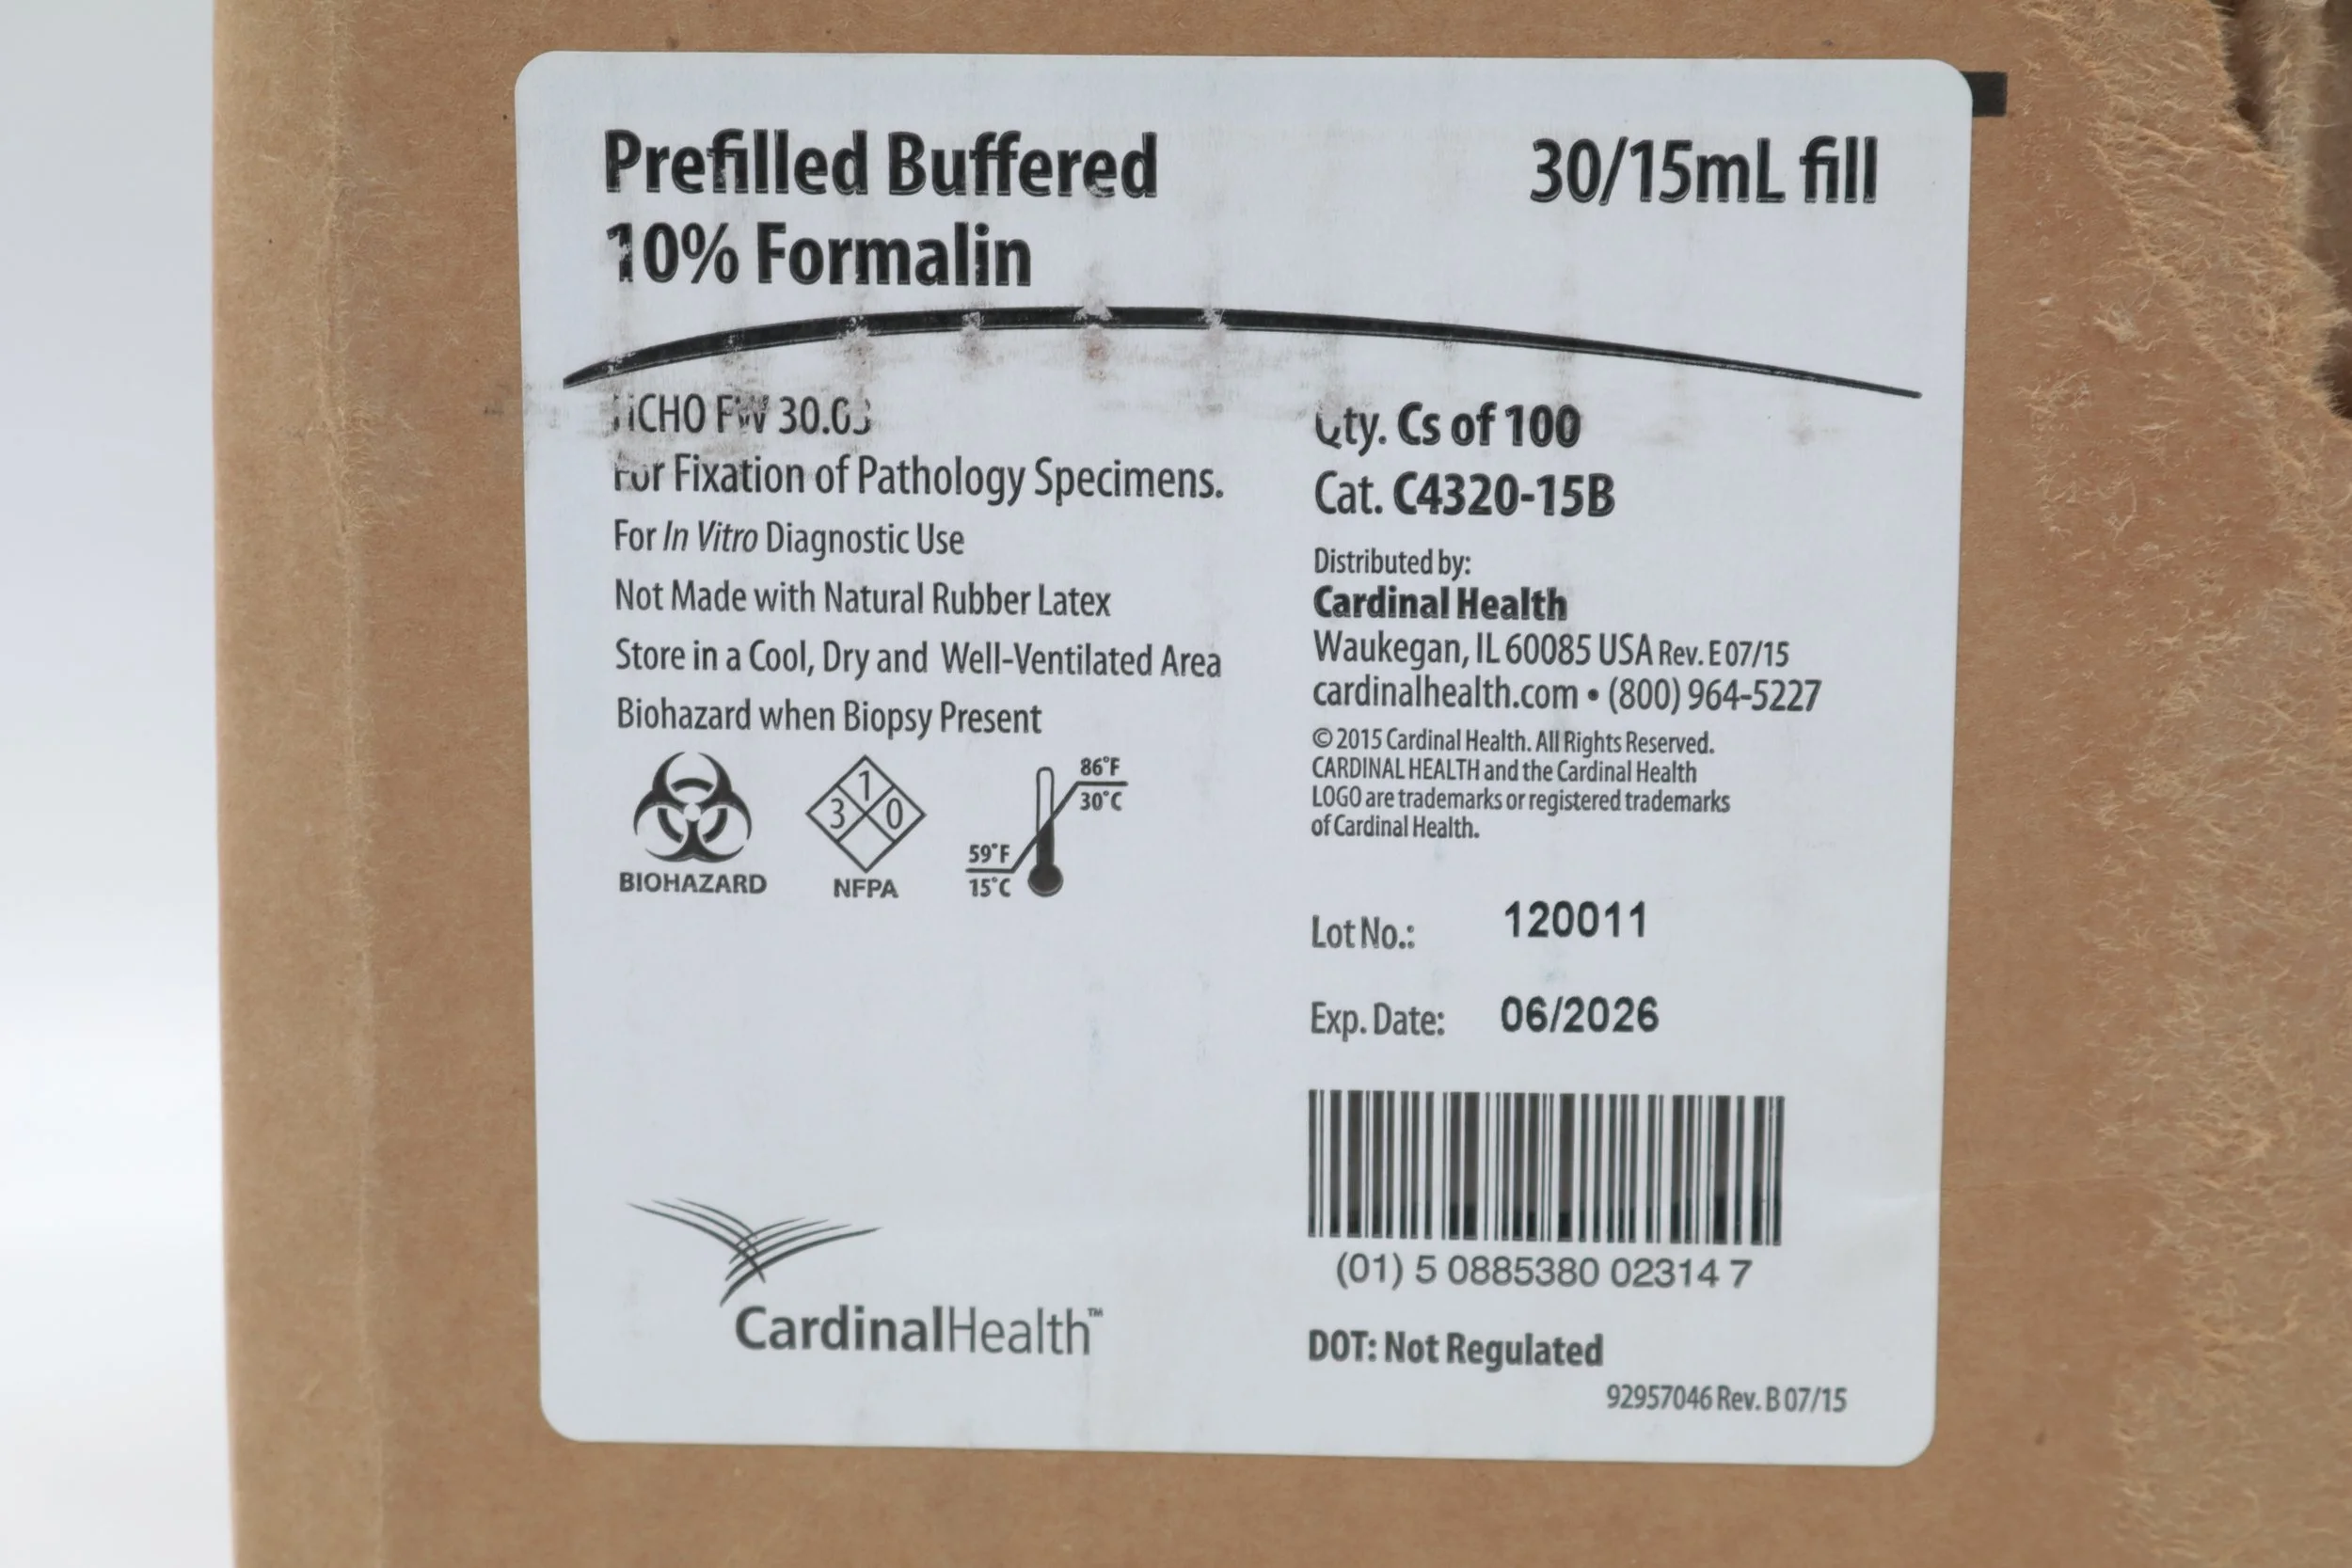 Prefilled Buffered
10% Formalin
30/15mL fill
FW
For Fixation of Pathology Specimens.
For In Vitro Diagnostic Use
Not Made with Natural Rubber Latex
Store in a Cool, Dry and Well-Ventilated Area
Biohazard when Biopsy Present
BIOHAZARD
3 1 0
NFPA
59°F
15°C
86°F
30°C
Qty. Cs of 100
Cat. C4320-15B
Distributed by:
Cardinal Health
Waukegan, IL 60085 USA Rev. E 07/15
cardinalhealth.com • (800) 964-5227
© 2015 Cardinal Health. All Rights Reserved.
CARDINAL HEALTH and the Cardinal Health
LOGO are trademarks or registered trademarks
of Cardinal Health.
Lot No.: 120011
Exp. Date: 06/2026
(01) 5 0885380 02314 7
DOT: Not Regulated
92957046 Rev. B 07/15
CardinalHealth™